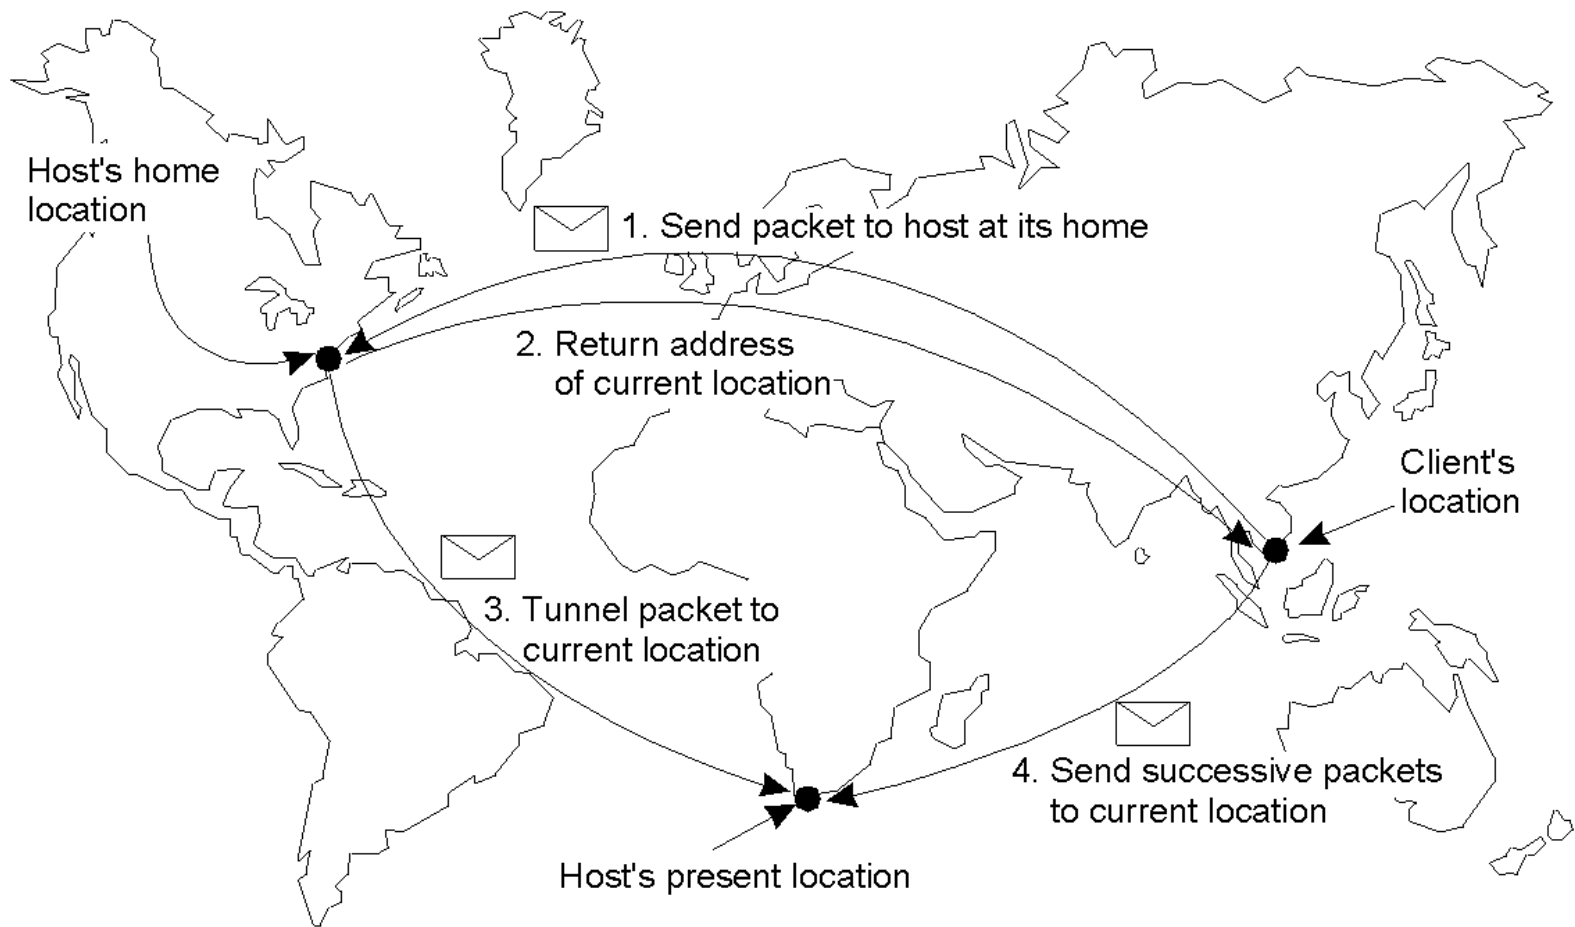 Host's home
location
1. Send packet to host at its home
2. Return address
of current location
Client's
location
3. Tunnel packet to
current location
4. Send successive packets
to current location
Host's present location